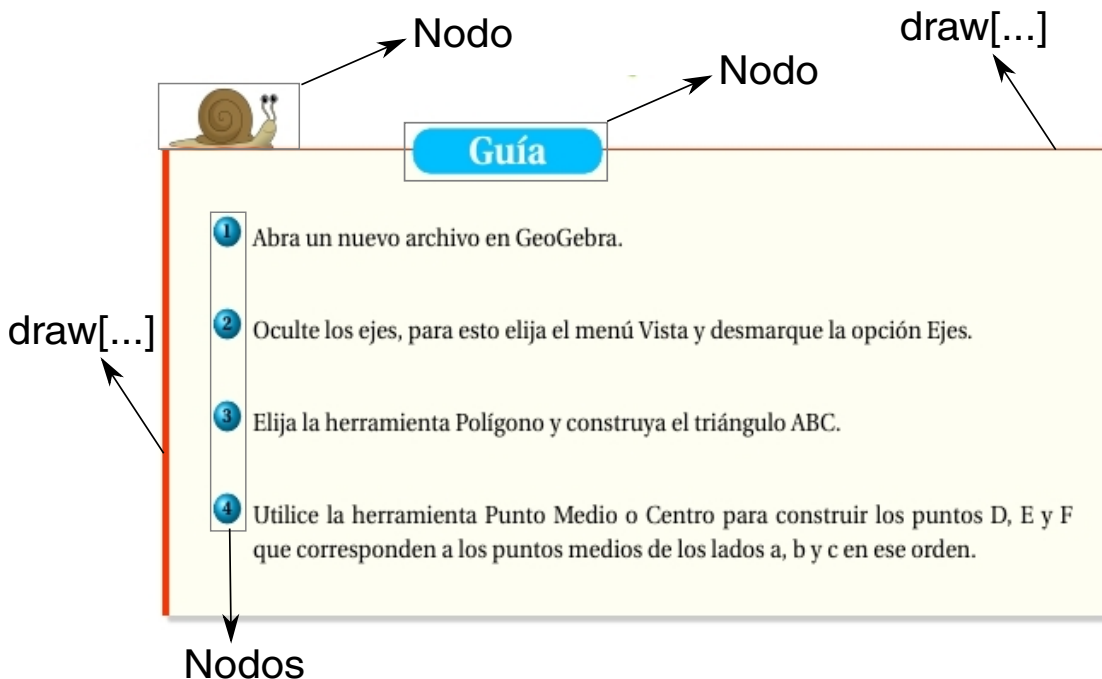 Nodo
draw[...]
Nodo
Guía
1 Abra un nuevo archivo en GeoGebra.
2 Oculte los ejes, para esto elija el menú Vista y desmarque la opción Ejes.
draw[...]
3 Elija la herramienta Polígono y construya el triángulo ABC.
4 Utilice la herramienta Punto Medio o Centro para construir los puntos D, E y F
que corresponden a los puntos medios de los lados a, b y c en ese orden.
Nodos